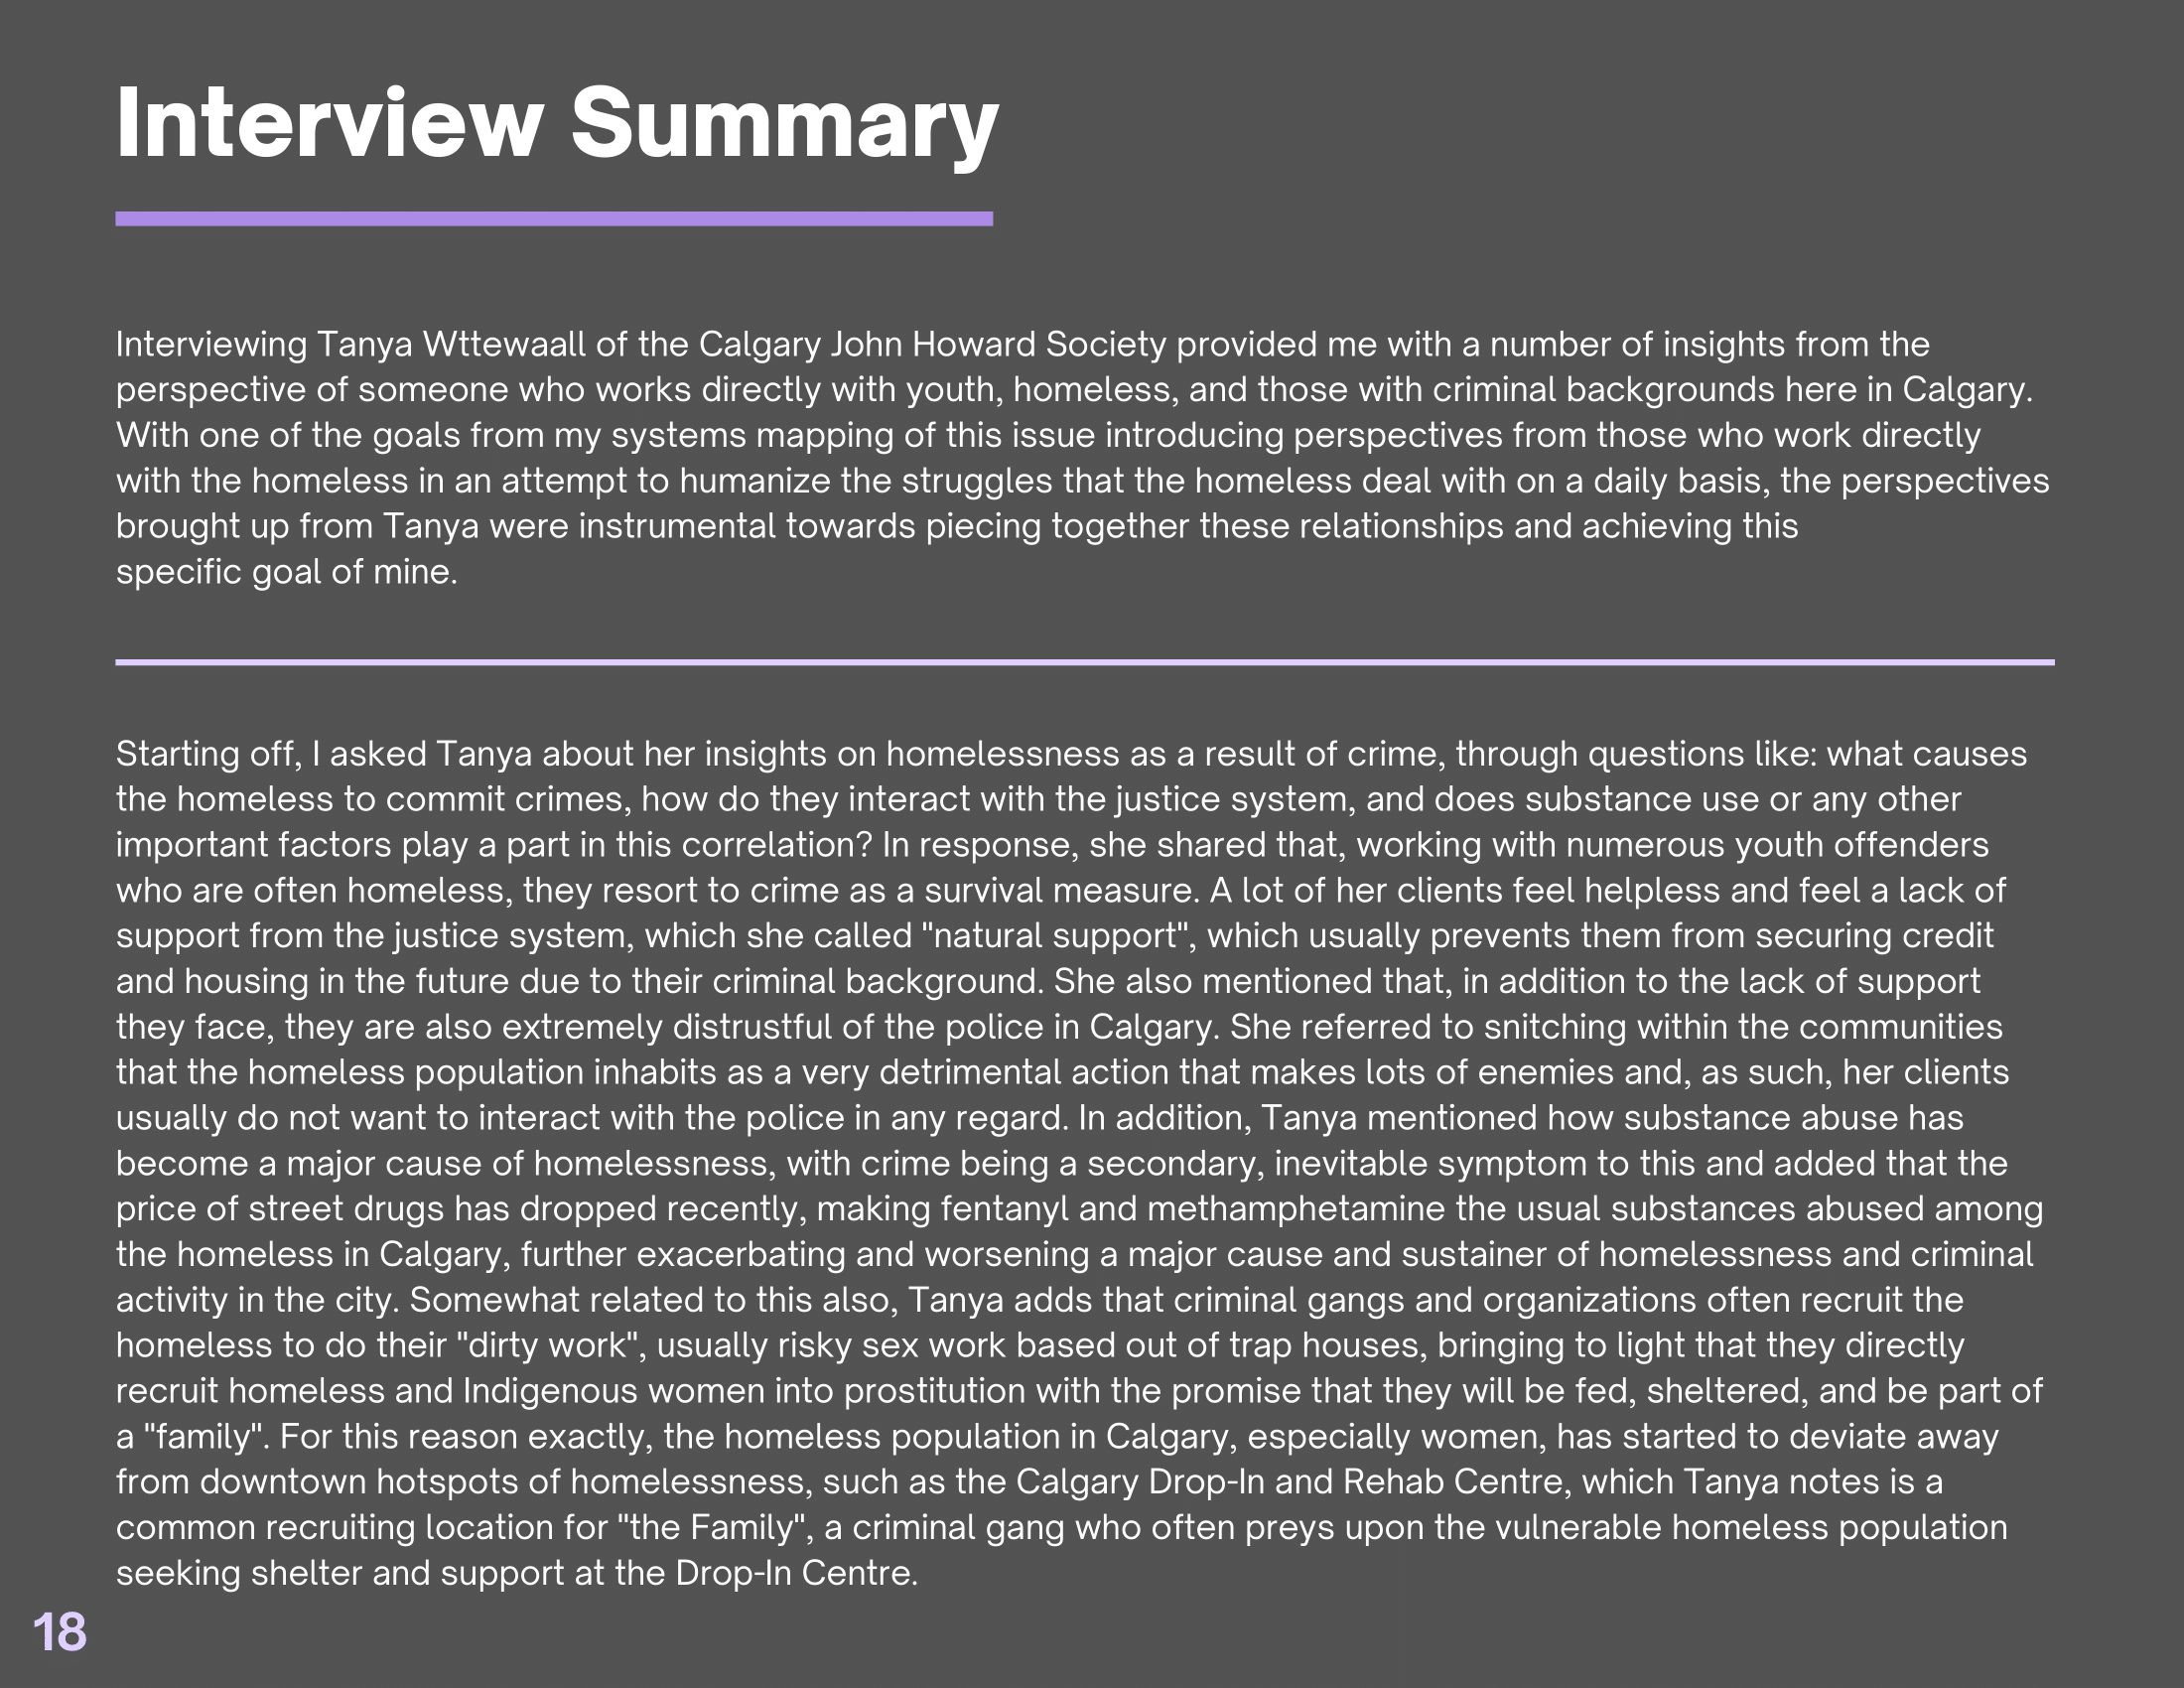 Interview Summary
Interviewing Tanya Wttewaall of the Calgary John Howard Society provided me with a number of insights from the
perspective of someone who works directly with youth, homeless, and those with criminal backgrounds here in Calgary.
With one of the goals from my systems mapping of this issue introducing perspectives from those who work directly
with the homeless in an attempt to humanize the struggles that the homeless deal with on a daily basis, the perspectives
brought up from Tanya were instrumental towards piecing together these relationships and achieving this
specific goal of mine.
Starting off, I asked Tanya about her insights on homelessness as a result of crime, through questions like: what causes
the homeless to commit crimes, how do they interact with the justice system, and does substance use or any other
important factors play a part in this correlation? In response, she shared that, working with numerous youth offenders
who are often homeless, they resort to crime as a survival measure. A lot of her clients feel helpless and feel a lack of
support from the justice system, which she called "natural support", which usually prevents them from securing credit
and housing in the future due to their criminal background. She also mentioned that, in addition to the lack of support
they face, they are also extremely distrustful of the police in Calgary. She referred to snitching within the communities
that the homeless population inhabits as a very detrimental action that makes lots of enemies and, as such, her clients
usually do not want to interact with the police in any regard. In addition, Tanya mentioned how substance abuse has
become a major cause of homelessness, with crime being a secondary, inevitable symptom to this and added that the
price of street drugs has dropped recently, making fentanyl and methamphetamine the usual substances abused among
the homeless in Calgary, further exacerbating and worsening a major cause and sustainer of homelessness and criminal
activity in the city. Somewhat related to this also, Tanya adds that criminal gangs and organizations often recruit the
homeless to do their "dirty work", usually risky sex work based out of trap houses, bringing to light that they directly
recruit homeless and Indigenous women into prostitution with the promise that they will be fed, sheltered, and be part of
a "family". For this reason exactly, the homeless population in Calgary, especially women, has started to deviate away
from downtown hotspots of homelessness, such as the Calgary Drop-In and Rehab Centre, which Tanya notes is a
common recruiting location for "the Family", a criminal gang who often preys upon the vulnerable homeless population
seeking shelter and support at the Drop-In Centre.
18